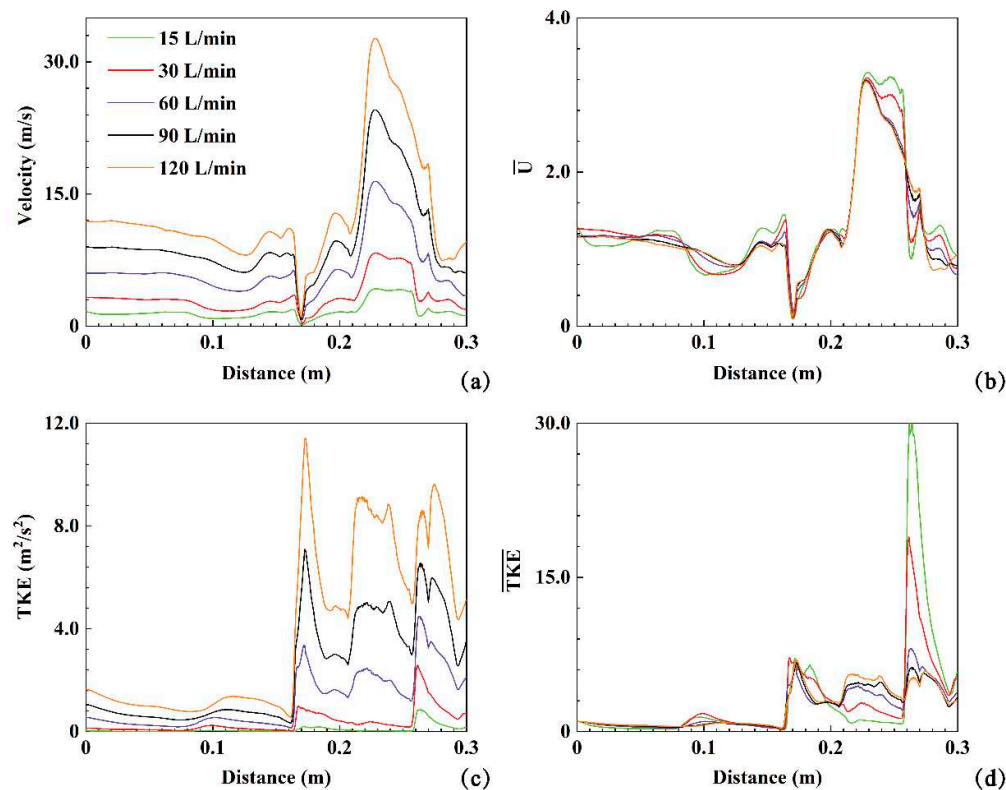 30.0
15.0
0
Velocity (m/s)
15 L/min
30 L/min
60 L/min
90 L/min
120 L/min
0 0.1 0.2 0.3
Distance (m)
(a)
4.0
2.0
0
U̅
0 0.1 0.2 0.3
Distance (m)
(b)
12.0
8.0
4.0
0
TKE (m²/s²)
0 0.1 0.2 0.3
Distance (m)
(c)
30.0
15.0
0
T̅K̅E̅
0 0.1 0.2 0.3
Distance (m)
(d)